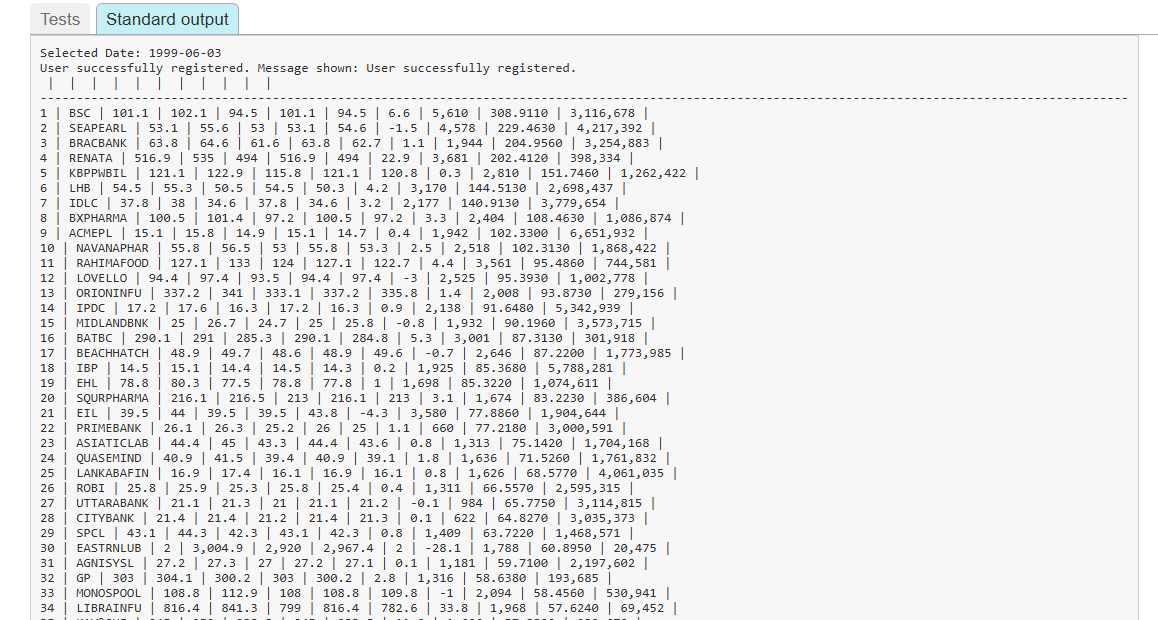 Tests
Standard output
Selected Date: 1999-06-03
User successfully registered. Message shown: User successfully registered.
| | | | | | | | | | |
-------------------------------------------------------------------------------------------------------------------------------------------------------
1 | BSC | 101.1 | 102.1 | 94.5 | 101.1 | 94.5 | 6.6 | 5,610 | 308.9110 | 3,116,678 |
2 | SEAPEARL | 53.1 | 55.6 | 53 | 53.1 | 54.6 | -1.5 | 4,578 | 229.4630 | 4,217,392 |
3 | BRACBANK | 63.8 | 64.6 | 61.6 | 63.8 | 62.7 | 1.1 | 1,944 | 204.9560 | 3,254,883 |
4 | RENATA | 516.9 | 535 | 494 | 516.9 | 494 | 22.9 | 3,681 | 202.4120 | 398,334 |
5 | KBPPWBIL | 121.1 | 122.9 | 115.8 | 121.1 | 120.8 | 0.3 | 2,810 | 151.7460 | 1,262,422 |
6 | LHB | 54.5 | 55.3 | 50.5 | 54.5 | 50.3 | 4.2 | 3,170 | 144.5130 | 2,698,437 |
7 | IDLC | 37.8 | 38 | 34.6 | 37.8 | 34.6 | 3.2 | 2,177 | 140.9130 | 3,779,654 |
8 | BXPHARMA | 100.5 | 101.4 | 97.2 | 100.5 | 97.2 | 3.3 | 2,404 | 108.4630 | 1,086,874 |
9 | ACMEPL | 15.1 | 15.8 | 14.9 | 15.1 | 14.7 | 0.4 | 1,942 | 102.3300 | 6,651,932 |
10 | NAVANAPHAR | 55.8 | 56.5 | 53 | 55.8 | 53.3 | 2.5 | 2,518 | 102.3130 | 1,868,422 |
11 | RAHIMAFOOD | 127.1 | 133 | 124 | 127.1 | 122.7 | 4.4 | 3,561 | 95.4860 | 744,581 |
12 | LOVELLO | 94.4 | 97.4 | 93.5 | 94.4 | 97.4 | -3 | 2,525 | 95.3930 | 1,002,778 |
13 | ORIONINFU | 337.2 | 341 | 333.1 | 337.2 | 335.8 | 1.4 | 2,008 | 93.8730 | 279,156 |
14 | IPDC | 17.2 | 17.6 | 16.3 | 17.2 | 16.3 | 0.9 | 2,138 | 91.6480 | 5,342,939 |
15 | MIDLANDBNK | 25 | 26.7 | 24.7 | 25 | 25.8 | -0.8 | 1,932 | 90.1960 | 3,573,715 |
16 | BATBC | 290.1 | 291 | 285.3 | 290.1 | 284.8 | 5.3 | 3,001 | 87.3130 | 301,918 |
17 | BEACHHATCH | 48.9 | 49.7 | 48.6 | 48.9 | 49.6 | -0.7 | 2,646 | 87.2200 | 1,773,985 |
18 | IBP | 14.5 | 15.1 | 14.4 | 14.5 | 14.3 | 0.2 | 1,925 | 85.3680 | 5,788,281 |
19 | EHL | 78.8 | 80.3 | 77.5 | 78.8 | 77.8 | 1 | 1,698 | 85.3220 | 1,074,611 |
20 | SQURPHARMA | 216.1 | 216.5 | 213 | 216.1 | 213 | 3.1 | 1,674 | 83.2230 | 386,604 |
21 | EIL | 39.5 | 44 | 39.5 | 39.5 | 43.8 | -4.3 | 3,580 | 77.8860 | 1,904,644 |
22 | PRIMEBANK | 26.1 | 26.3 | 25.2 | 26 | 25 | 1.1 | 660 | 77.2180 | 3,000,591 |
23 | ASIATICLAB | 44.4 | 45 | 43.3 | 44.4 | 43.6 | 0.8 | 1,313 | 75.1420 | 1,704,168 |
24 | QUASEMIND | 40.9 | 41.5 | 39.4 | 40.9 | 39.1 | 1.8 | 1,636 | 71.5260 | 1,761,832 |
25 | LANKABAFIN | 16.9 | 17.4 | 16.1 | 16.9 | 16.1 | 0.8 | 1,626 | 68.5770 | 4,061,035 |
26 | ROBI | 25.8 | 25.9 | 25.3 | 25.8 | 25.4 | 0.4 | 1,311 | 66.5570 | 2,595,315 |
27 | UTTARABANK | 21.1 | 21.3 | 21 | 21.1 | 21.2 | -0.1 | 984 | 65.7750 | 3,114,815 |
28 | CITYBANK | 21.4 | 21.4 | 21.2 | 21.4 | 21.3 | 0.1 | 622 | 64.8270 | 3,035,373 |
29 | SPCL | 43.1 | 44.3 | 42.3 | 43.1 | 42.3 | 0.8 | 1,409 | 63.7220 | 1,468,571 |
30 | EASTRNLUB | 2 | 3,004.9 | 2,920 | 2,967.4 | 2 | -28.1 | 1,788 | 60.8950 | 20,475 |
31 | AGNISYSL | 27.2 | 27.3 | 27 | 27.2 | 27.1 | 0.1 | 1,181 | 59.7100 | 2,197,602 |
32 | GP | 303 | 304.1 | 300.2 | 303 | 300.2 | 2.8 | 1,316 | 58.6380 | 193,685 |
33 | MONOSPOOL | 108.8 | 112.9 | 108 | 108.8 | 109.8 | -1 | 2,094 | 58.4560 | 530,941 |
34 | LIBRAINFU | 816.4 | 841.3 | 799 | 816.4 | 782.6 | 33.8 | 1,968 | 57.6240 | 69,452 |